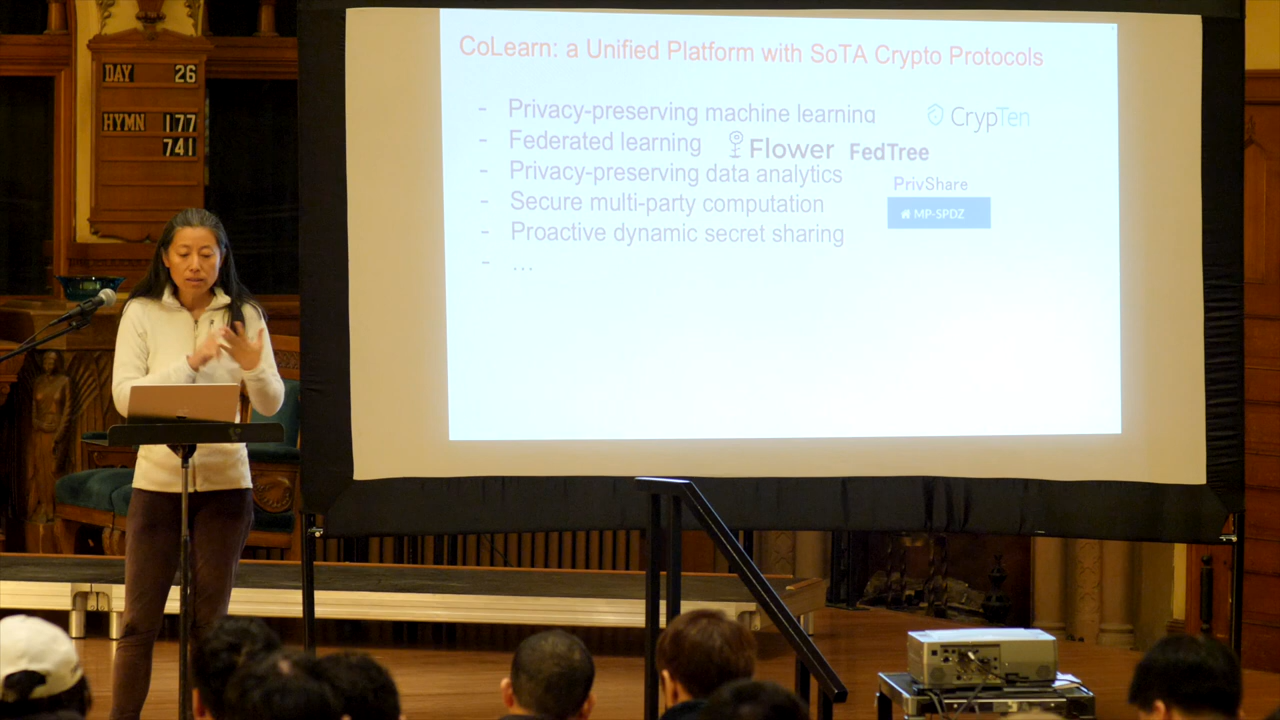 DAY 26
HYMN 177
741
CoLearn: a Unified Platform with SoTA Crypto Protocols
- Privacy-preserving machine learning CrypTen
- Federated learning Flower FedTree
- Privacy-preserving data analytics PrivShare
- Secure multi-party computation MP-SPDZ
- Proactive dynamic secret sharing
- ...